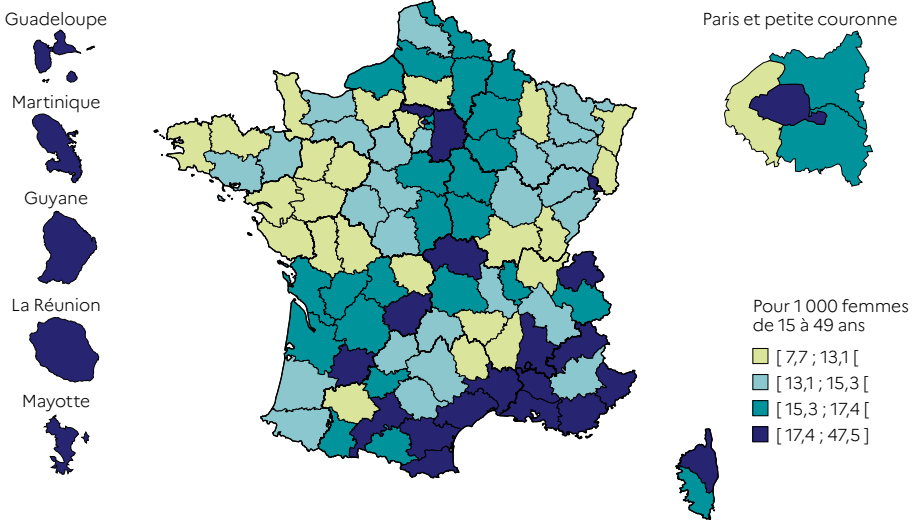 Guadeloupe
Martinique
Guyane
La Réunion
Mayotte
Paris et petite couronne
Pour 1 000 femmes
de 15 à 49 ans
[ 7,7 ; 13,1 [
[ 13,1 ; 15,3 [
[ 15,3 ; 17,4 [
[ 17,4 ; 47,5 ]